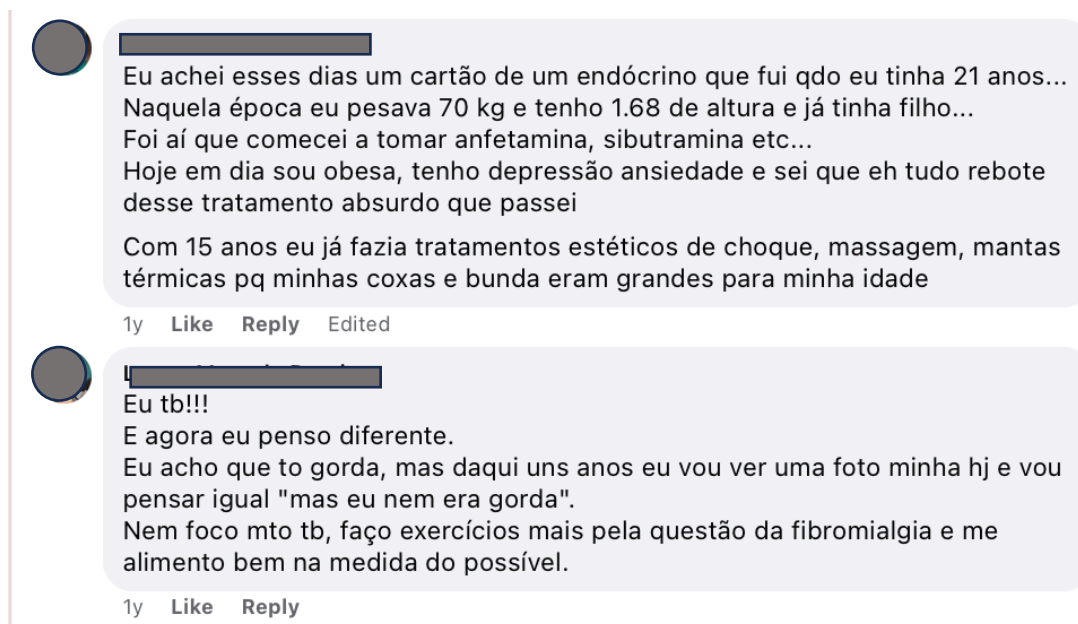 Eu achei esses dias um cartão de um endócrino que fui qdo eu tinha 21 anos...
Naquela época eu pesava 70 kg e tenho 1.68 de altura e já tinha filho...
Foi aí que comecei a tomar anfetamina, sibutramina etc...
Hoje em dia sou obesa, tenho depressão ansiedade e sei que eh tudo rebote
desse tratamento absurdo que passei
Com 15 anos eu já fazia tratamentos estéticos de choque, massagem, mantas
térmicas pq minhas coxas e bunda eram grandes para minha idade
1y Like Reply Edited
Eu tb!!!
E agora eu penso diferente.
Eu acho que to gorda, mas daqui uns anos eu vou ver uma foto minha hj e vou
pensar igual "mas eu nem era gorda".
Nem foco mto tb, faço exercícios mais pela questão da fibromialgia e me
alimento bem na medida do possível.
1y Like Reply